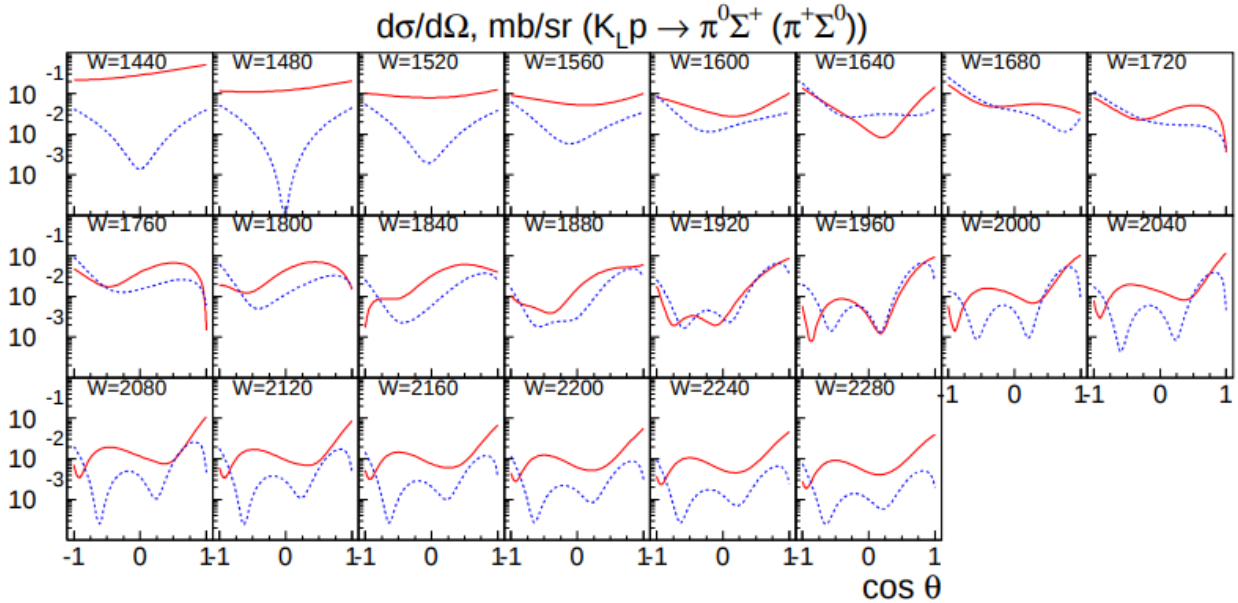 dσ/dΩ, mb/sr (K_L p → π⁰Σ⁺ (π⁺Σ⁰))
W=1440 W=1480 W=1520 W=1560 W=1600 W=1640 W=1680 W=1720
-1
10
-2
10
-3
10
W=1760 W=1800 W=1840 W=1880 W=1920 W=1960 W=2000 W=2040
-1
10
-2
10
-3
10
-1 0 1 -1 0 1
W=2080 W=2120 W=2160 W=2200 W=2240 W=2280
-1
10
-2
10
-3
10
-1 0 1-1 0 1-1 0 1-1 0 1-1 0 1-1 0 1
cos θ